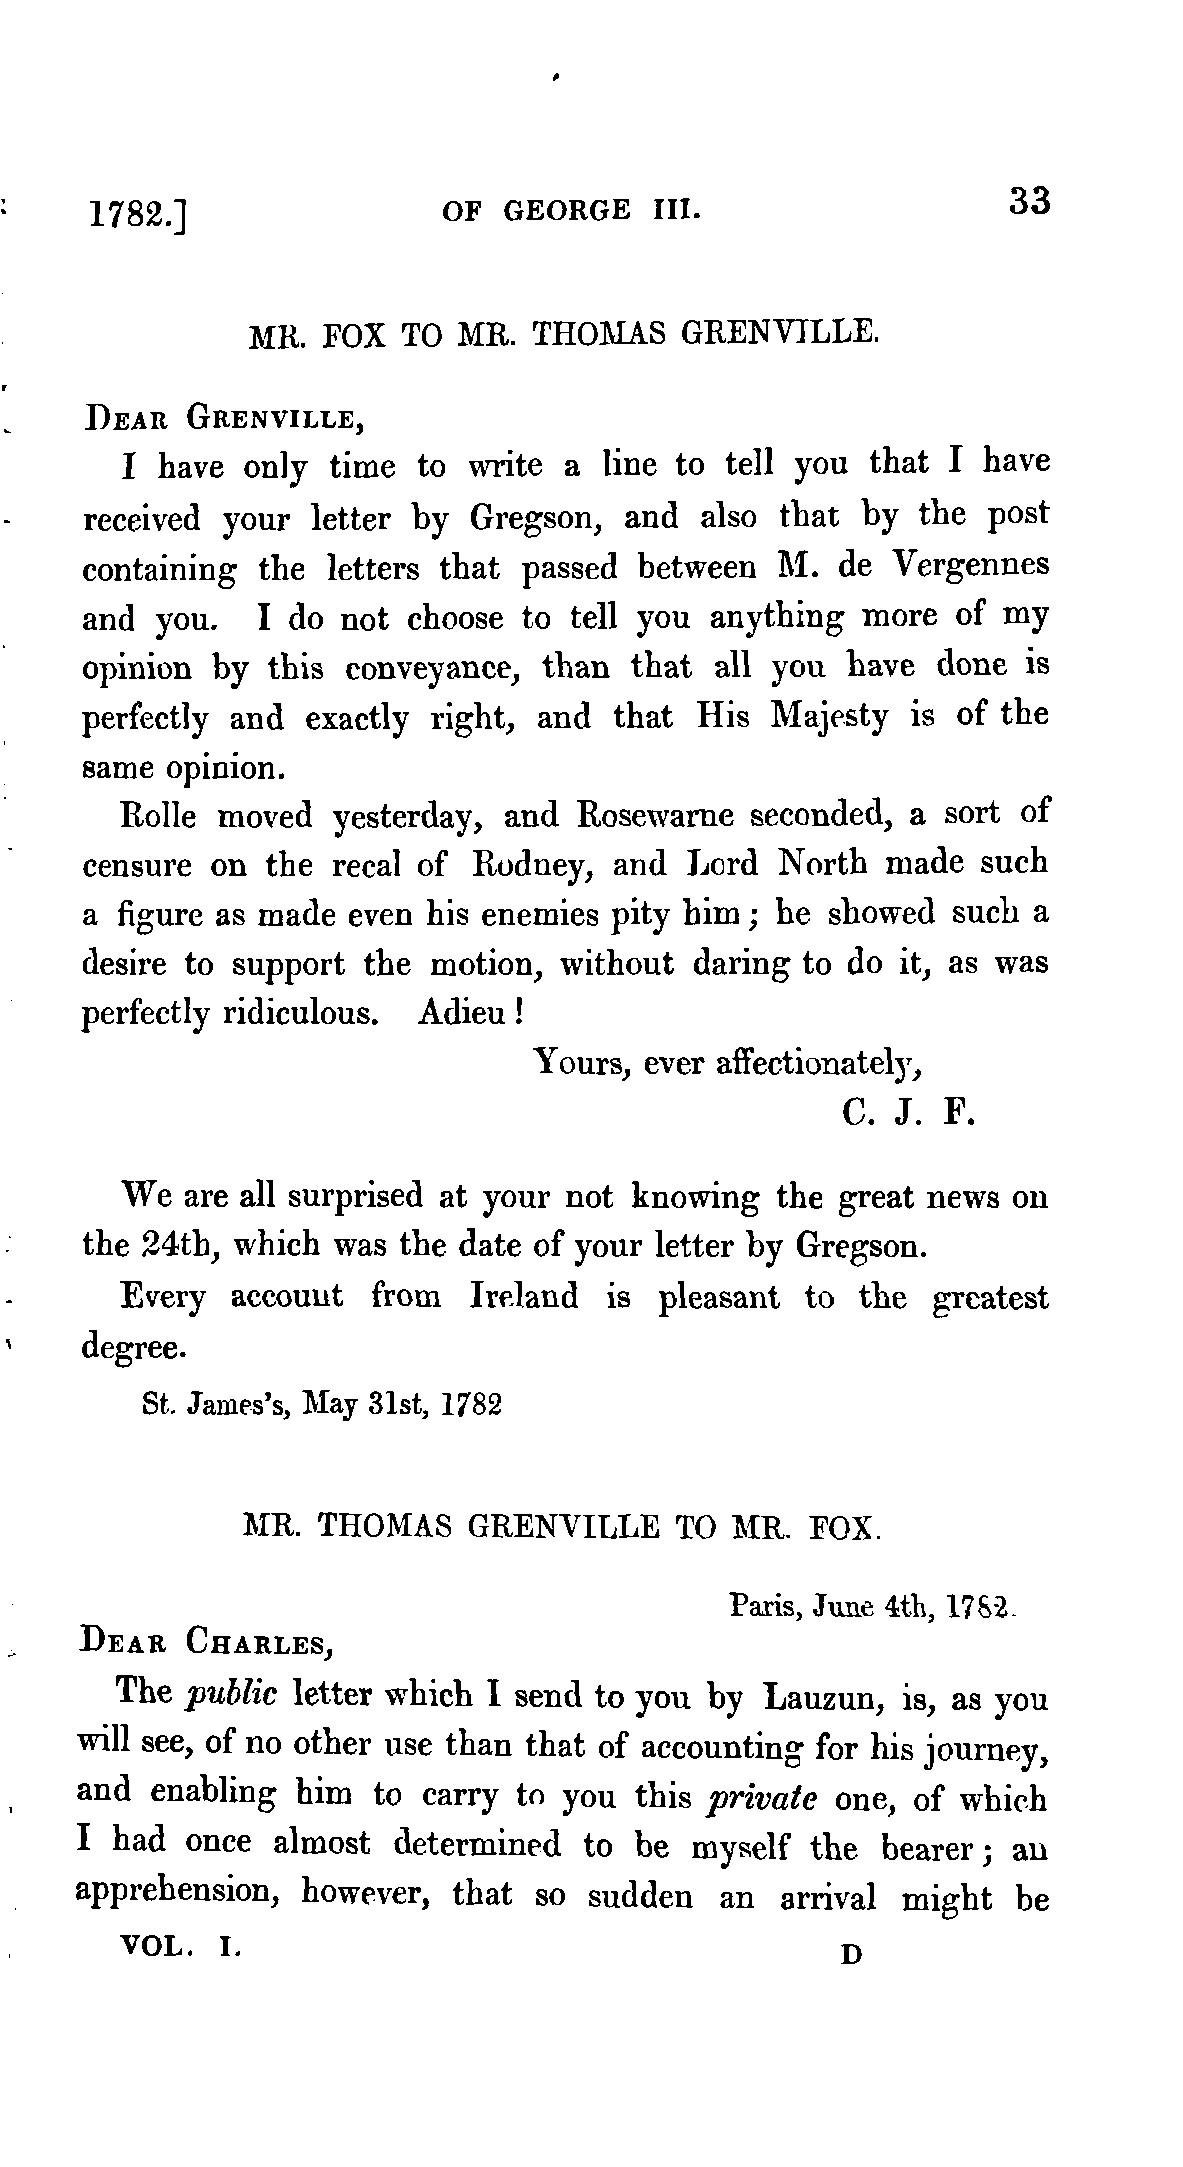 1782.] OF GEORGE III. 33
MR. FOX TO MR. THOMAS GRENVILLE.
DEAR GRENVILLE,
I have only time to write a line to tell you that I have
received your letter by Gregson, and also that by the post
containing the letters that passed between M. de Vergennes
and you. I do not choose to tell you anything more of my
opinion by this conveyance, than that all you have done is
perfectly and exactly right, and that His Majesty is of the
same opinion.
Rolle moved yesterday, and Rosewarne seconded, a sort of
censure on the recal of Rodney, and Lord North made such
a figure as made even his enemies pity him; he showed such a
desire to support the motion, without daring to do it, as was
perfectly ridiculous. Adieu!
Yours, ever affectionately,
C. J. F.
We are all surprised at your not knowing the great news on
the 24th, which was the date of your letter by Gregson.
Every account from Ireland is pleasant to the greatest
degree.
St. James's, May 31st, 1782
MR. THOMAS GRENVILLE TO MR. FOX.
Paris, June 4th, 1782.
DEAR CHARLES,
The public letter which I send to you by Lauzun, is, as you
will see, of no other use than that of accounting for his journey,
and enabling him to carry to you this private one, of which
I had once almost determined to be myself the bearer; an
apprehension, however, that so sudden an arrival might be
VOL. I. D